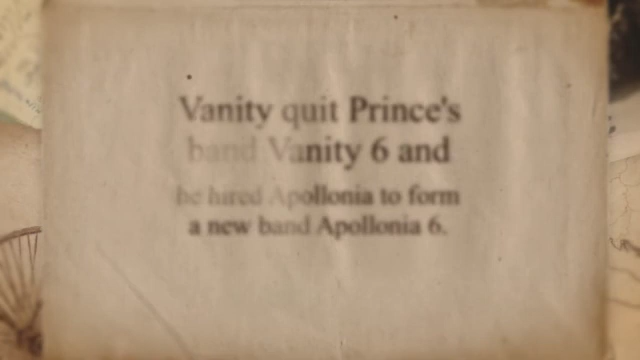 Vanity quit Prince's
band Vanity 6 and
he hired Apollonia to form
a new band Apollonia 6.